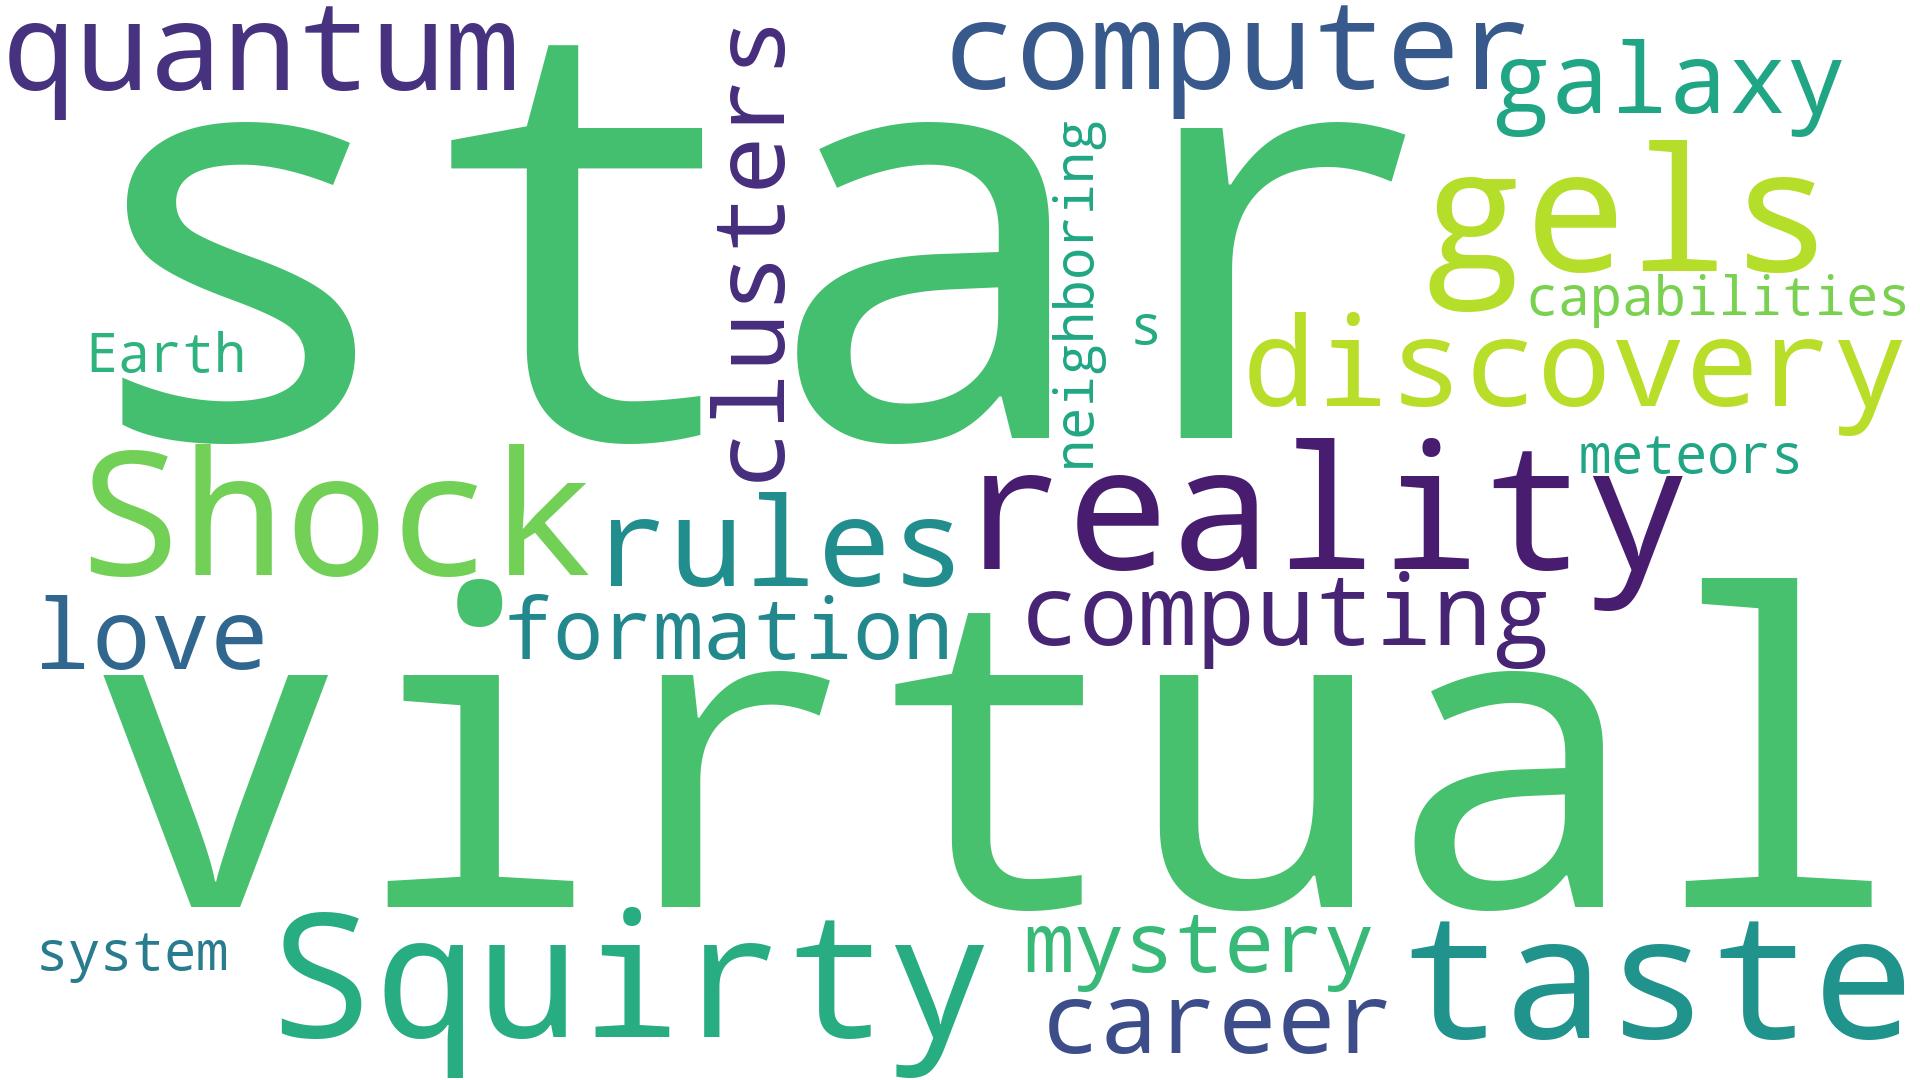 quantum
computer
galaxy
star
clusters
neighboring
s
gels
capabilities
discovery
Earth
meteors
Shock
rules
reality
love
formation
computing
virtual
system
Squirty
mystery
career
taste